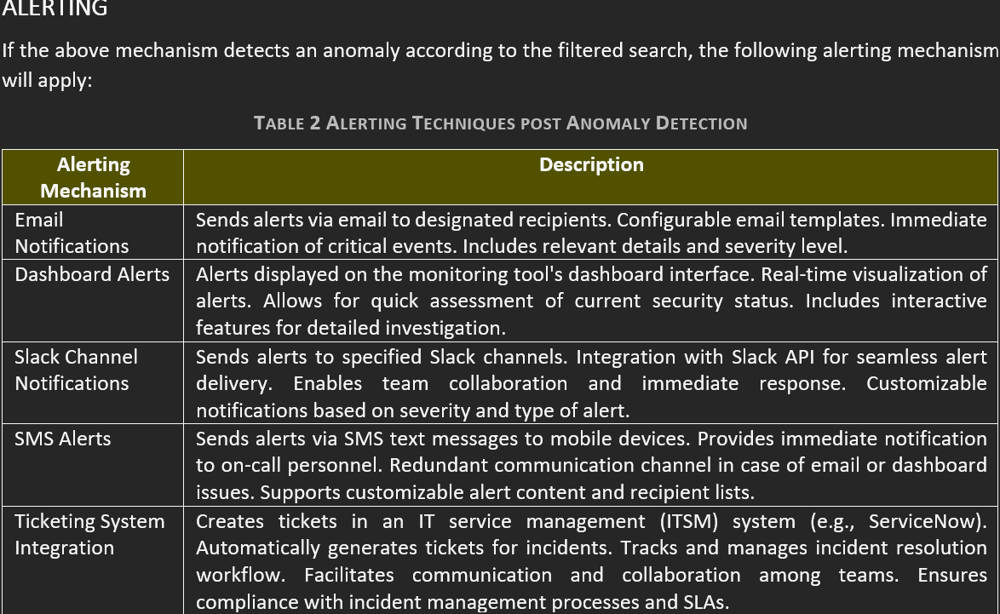 ALERTING
If the above mechanism detects an anomaly according to the filtered search, the following alerting mechanism
will apply:
TABLE 2 ALERTING TECHNIQUES POST ANOMALY DETECTION
Alerting
Mechanism
Description
Email
Notifications
Sends alerts via email to designated recipients. Configurable email templates. Immediate
notification of critical events. Includes relevant details and severity level.
Dashboard Alerts
Alerts displayed on the monitoring tool's dashboard interface. Real-time visualization of
alerts. Allows for quick assessment of current security status. Includes interactive
features for detailed investigation.
Slack Channel
Notifications
Sends alerts to specified Slack channels. Integration with Slack API for seamless alert
delivery. Enables team collaboration and immediate response. Customizable
notifications based on severity and type of alert.
SMS Alerts
Sends alerts via SMS text messages to mobile devices. Provides immediate notification
to on-call personnel. Redundant communication channel in case of email or dashboard
issues. Supports customizable alert content and recipient lists.
Ticketing System
Integration
Creates tickets in an IT service management (ITSM) system (e.g., ServiceNow).
Automatically generates tickets for incidents. Tracks and manages incident resolution
workflow. Facilitates communication and collaboration among teams. Ensures
compliance with incident management processes and SLAs.